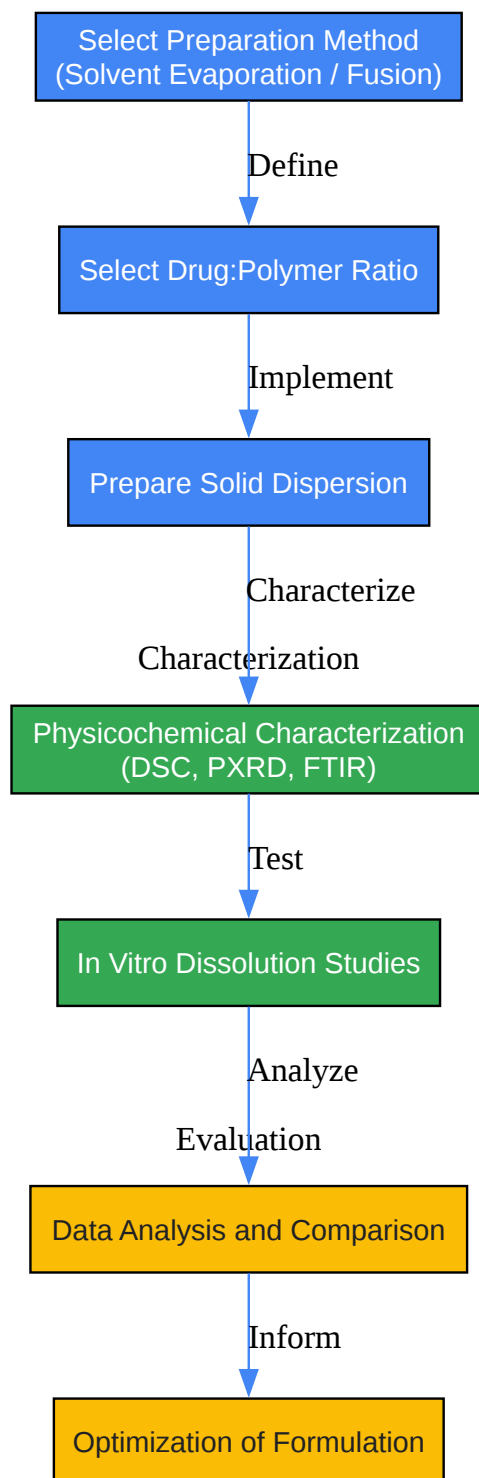 Select Preparation Method
(Solvent Evaporation / Fusion)
Define
Select Drug:Polymer Ratio
Implement
Prepare Solid Dispersion
Characterize
Characterization
Physicochemical Characterization
(DSC, PXRD, FTIR)
Test
In Vitro Dissolution Studies
Analyze
Evaluation
Data Analysis and Comparison
Inform
Optimization of Formulation